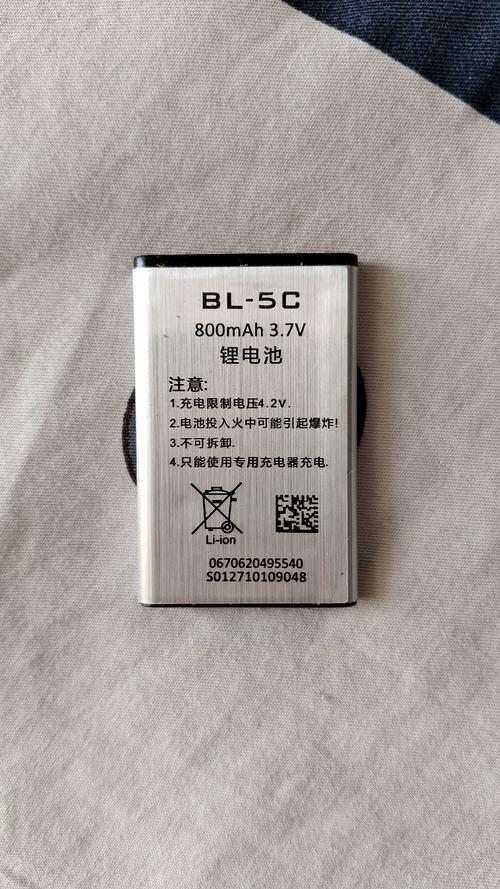 BL-5C
800mAh 3.7V
锂电池
注意:
1.充电限制电压4.2V.
2.电池投入火中可能引起爆炸!
3.不可拆卸.
4.只能使用专用充电器充电.
Li-ion
0670620495540
S012710109048